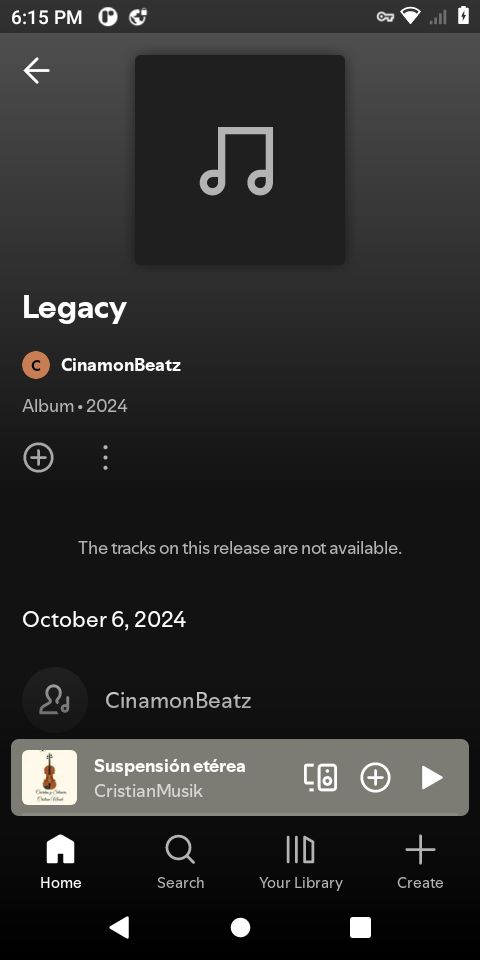 6:15 PM
Legacy
C CinamonBeatz
Album • 2024
The tracks on this release are not available.
October 6, 2024
CinamonBeatz
Suspensión etérea
CristianMusik
Home Search Your Library Create